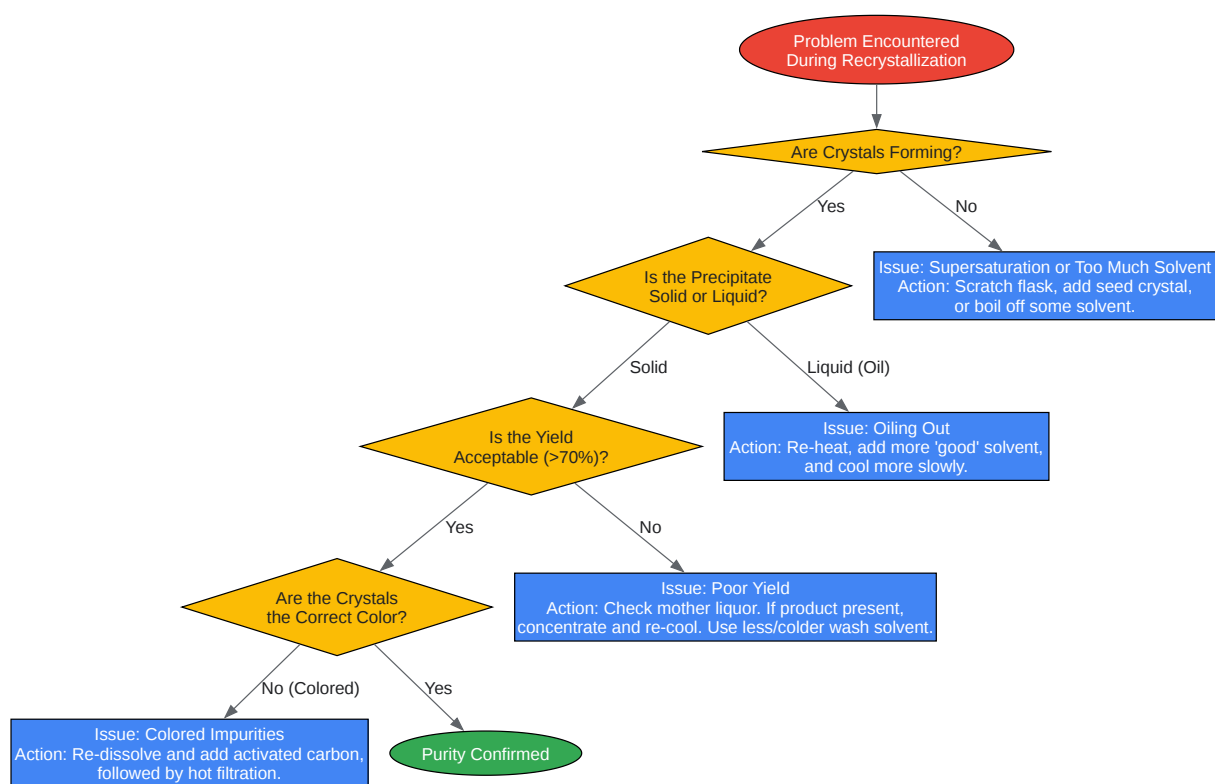 Problem Encountered
During Recrystallization
Are Crystals Forming?
Yes
No
Is the Precipitate
Solid or Liquid?
Issue: Supersaturation or Too Much Solvent
Action: Scratch flask, add seed crystal,
or boil off some solvent.
Solid
Liquid (Oil)
Is the Yield
Acceptable (>70%)?
Issue: Oiling Out
Action: Re-heat, add more 'good' solvent,
and cool more slowly.
Yes
No
Are the Crystals
the Correct Color?
Issue: Poor Yield
Action: Check mother liquor. If product present,
concentrate and re-cool. Use less/colder wash solvent.
No (Colored)
Yes
Issue: Colored Impurities
Action: Re-dissolve and add activated carbon,
followed by hot filtration.
Purity Confirmed